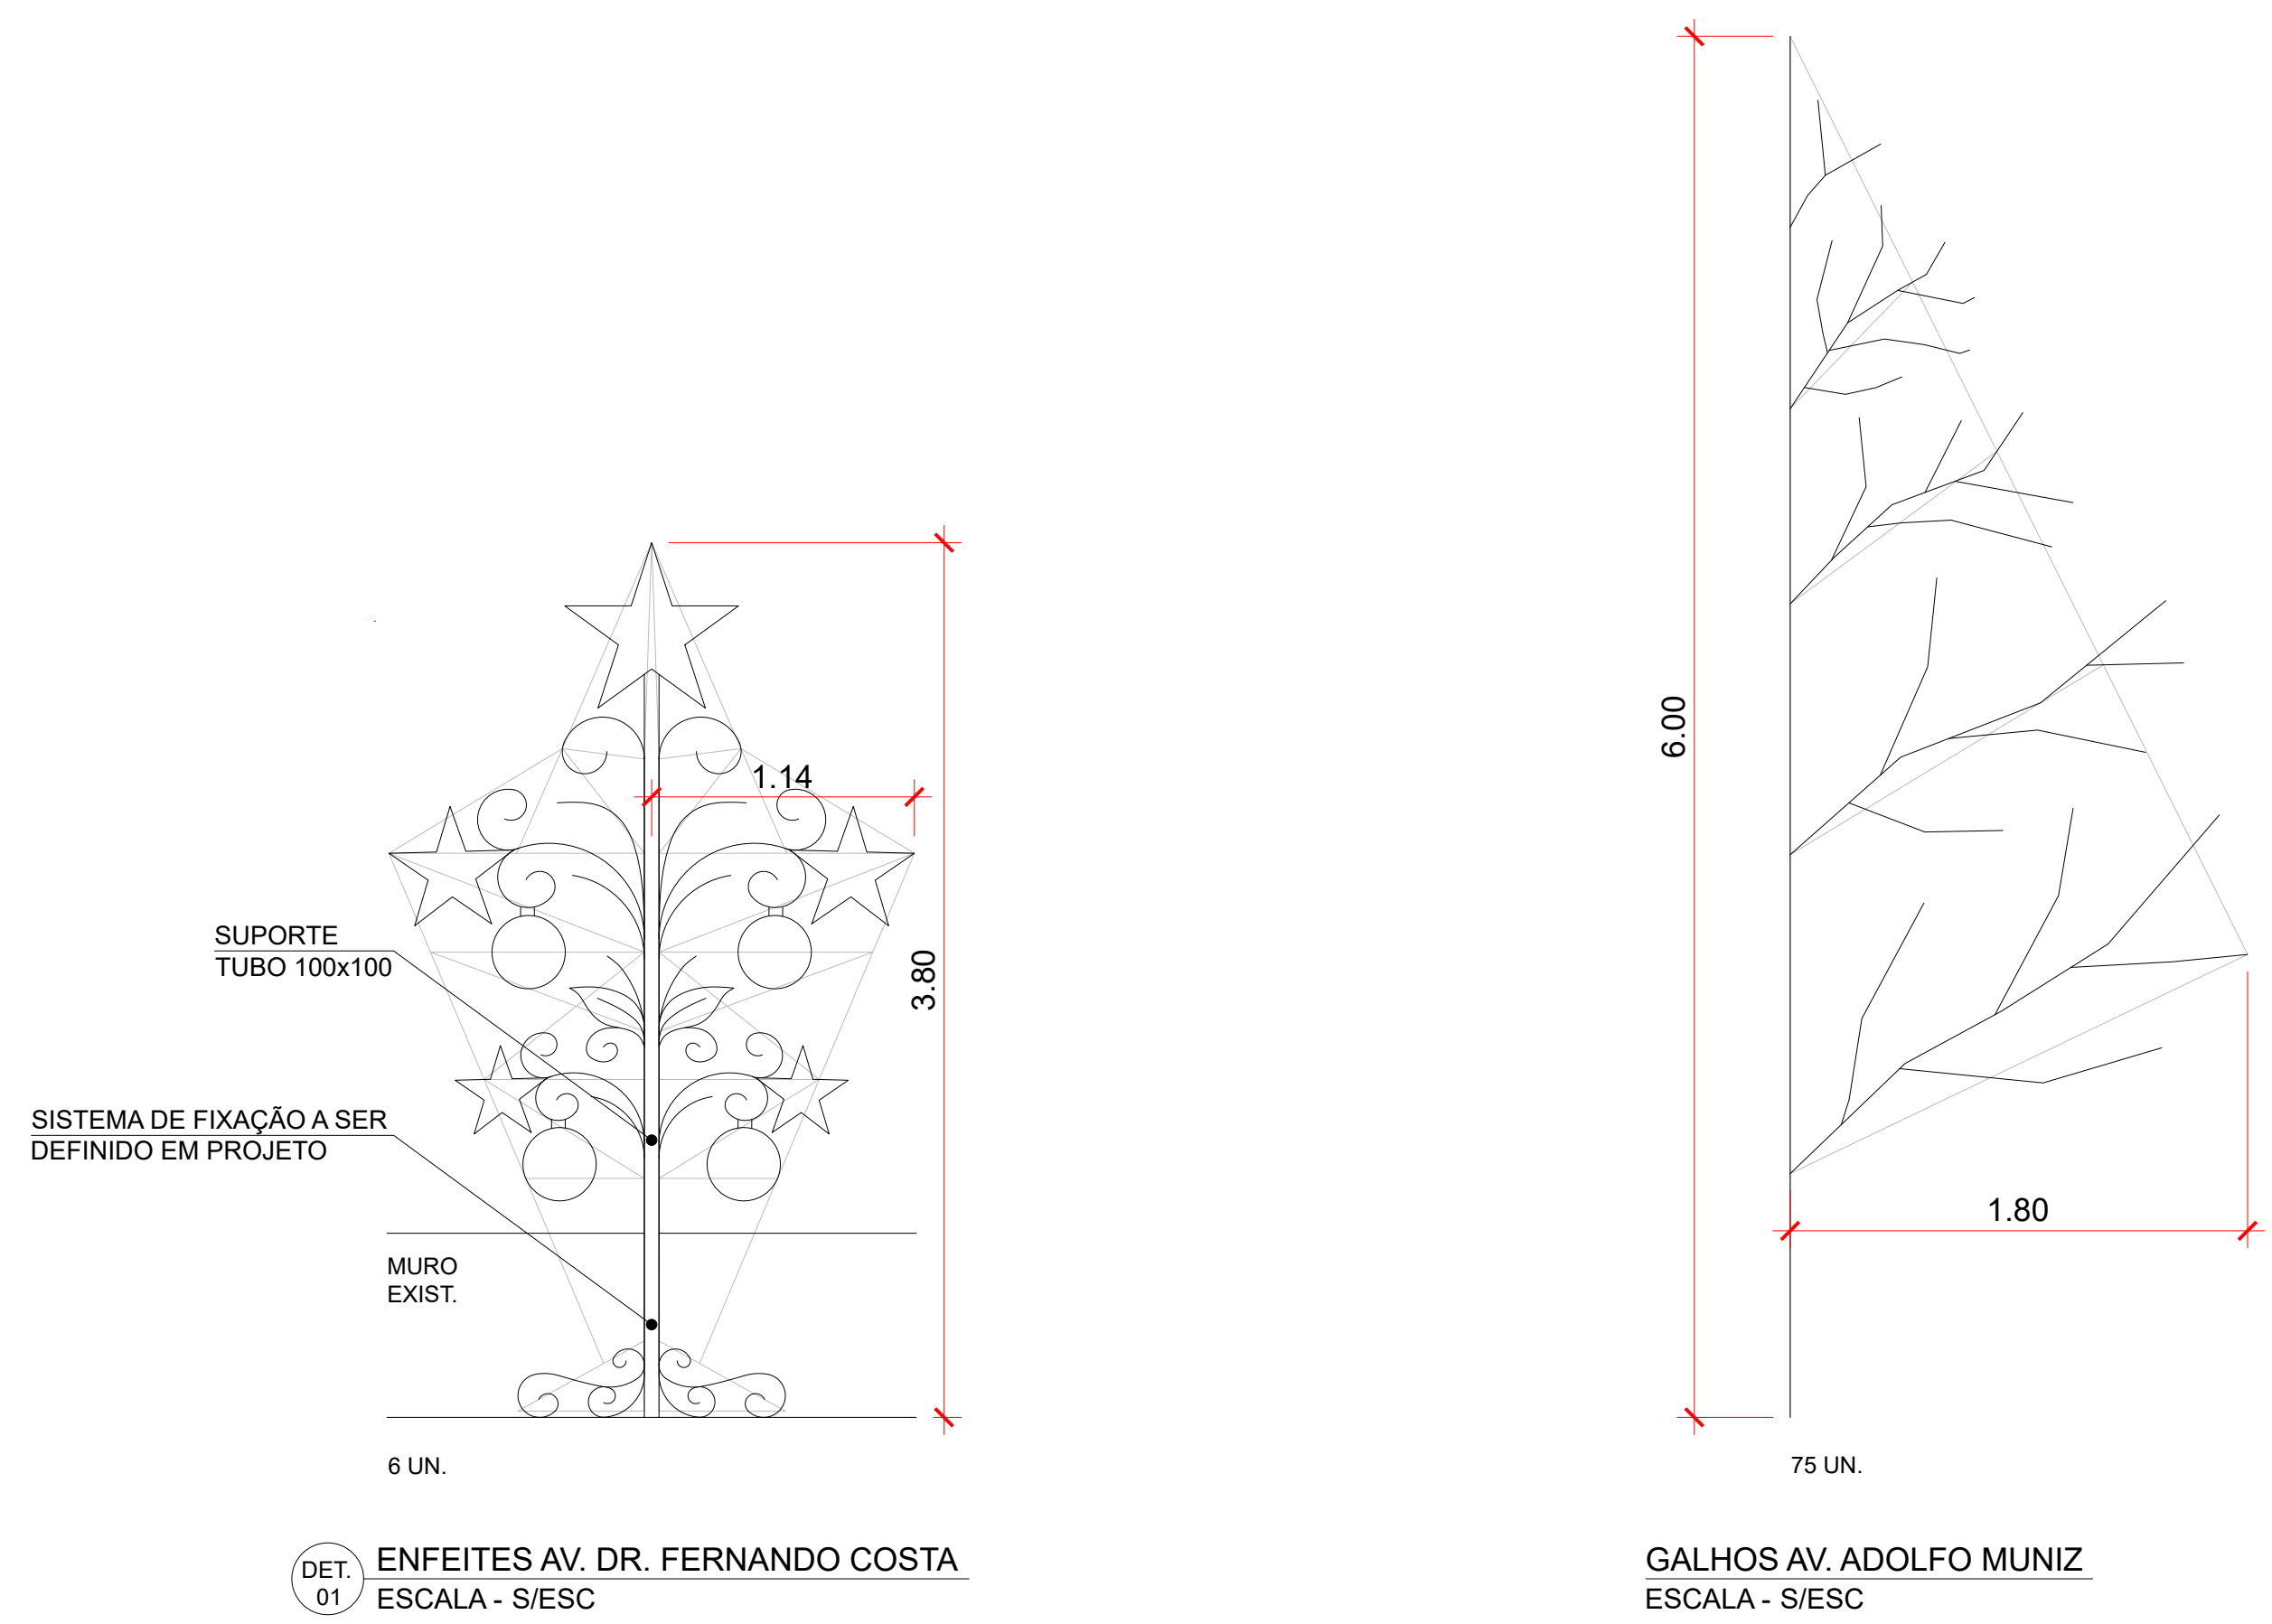 6.00
1.14
3.80
SUPORTE
TUBO 100x100
SISTEMA DE FIXAÇÃO A SER
DEFINIDO EM PROJETO
1.80
MURO
EXIST.
6 UN.
75 UN.
DET.
01
ENFEITES AV. DR. FERNANDO COSTA
ESCALA - S/ESC
GALHOS AV. ADOLFO MUNIZ
ESCALA - S/ESC